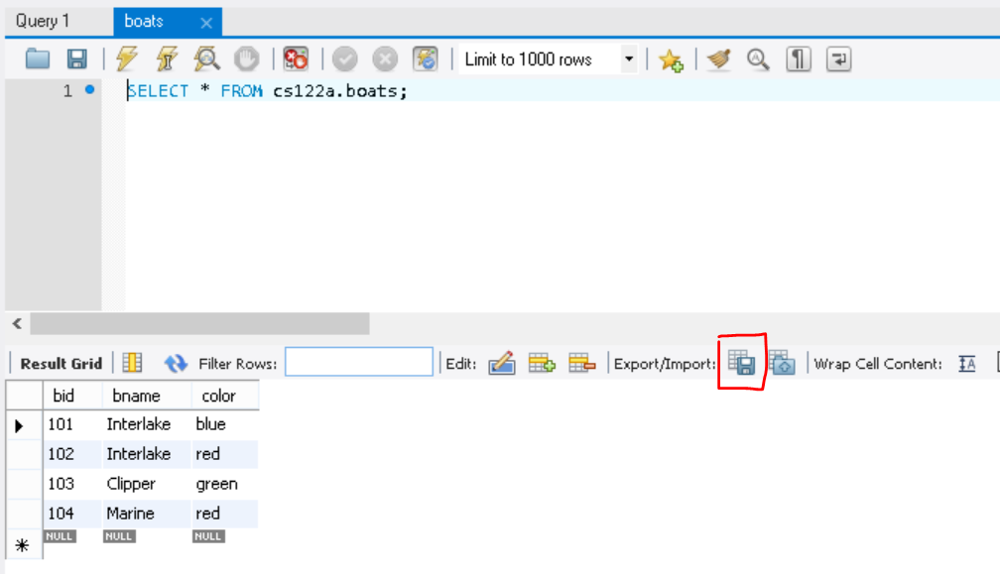 Query 1 boats
Limit to 1000 rows
1 SELECT * FROM cs122a.boats;
Result Grid Filter Rows: Edit: Export/Import: Wrap Cell Content: IA
bid bname color
101 Interlake blue
102 Interlake red
103 Clipper green
104 Marine red
* NULL NULL NULL